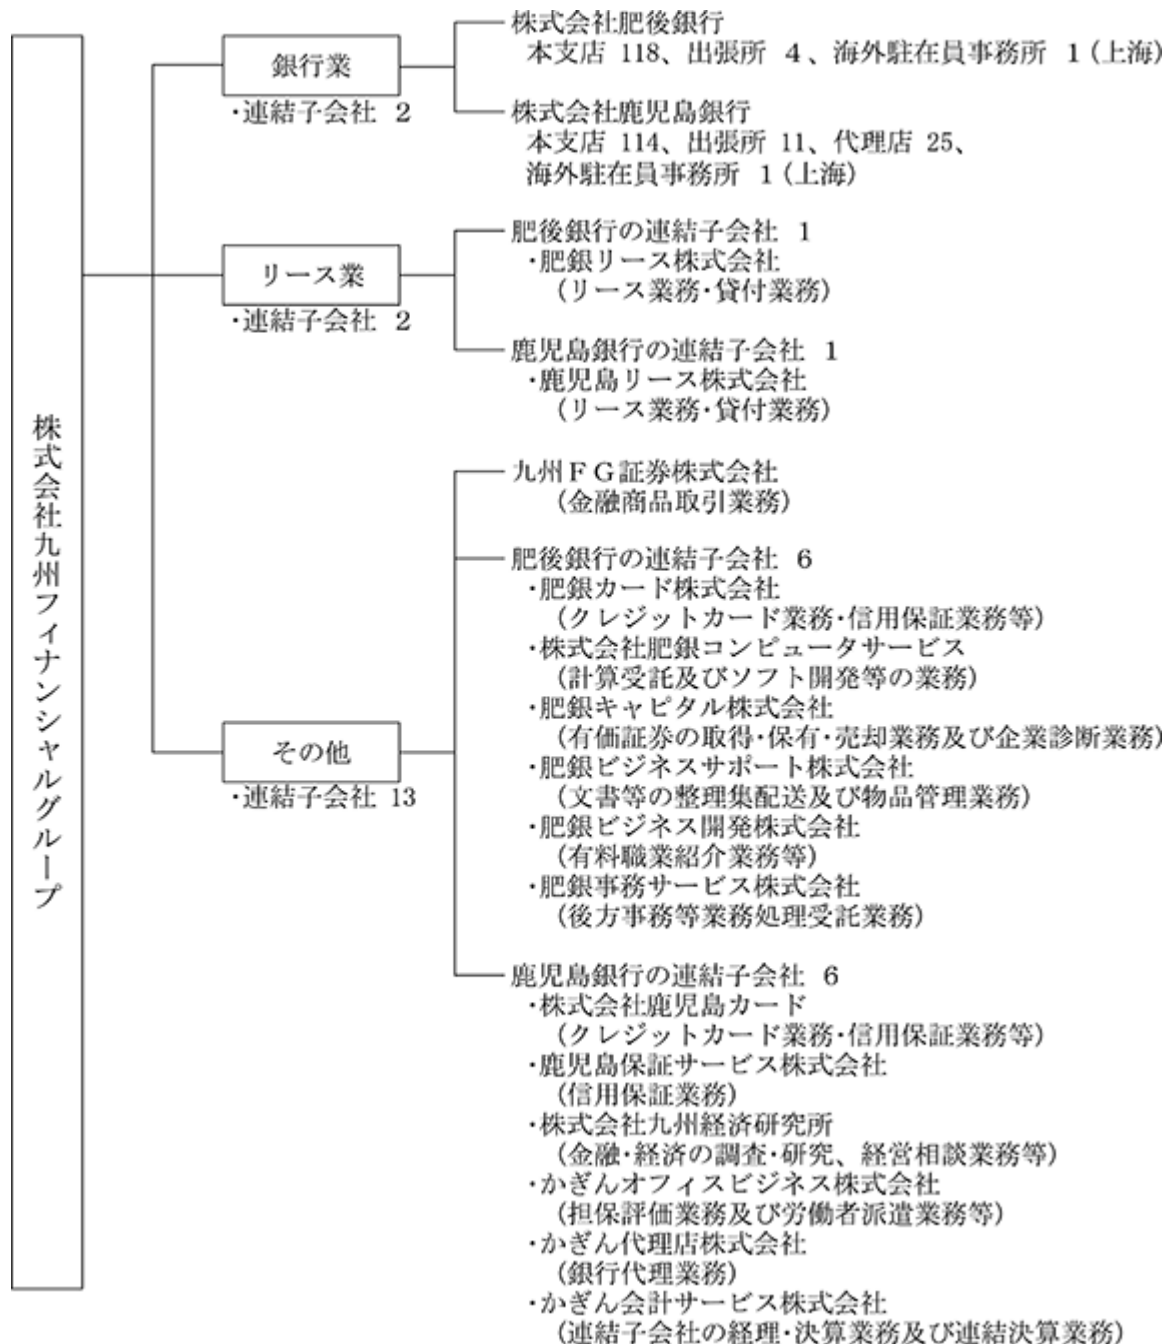 株式会社九州フィナンシャルグループ
銀行業
・連結子会社 2
株式会社肥後銀行
本支店 118、出張所 4、海外駐在員事務所 1(上海)
株式会社鹿児島銀行
本支店 114、出張所 11、代理店 25、
海外駐在員事務所 1(上海)
リース業
・連結子会社 2
肥後銀行の連結子会社 1
・肥銀リース株式会社
(リース業務・貸付業務)
鹿児島銀行の連結子会社 1
・鹿児島リース株式会社
(リース業務・貸付業務)
その他
・連結子会社 13
九州FG証券株式会社
(金融商品取引業務)
肥後銀行の連結子会社 6
・肥銀カード株式会社
(クレジットカード業務・信用保証業務等)
・株式会社肥銀コンピュータサービス
(計算受託及びソフト開発等の業務)
・肥銀キャピタル株式会社
(有価証券の取得・保有・売却業務及び企業診断業務)
・肥銀ビジネスサポート株式会社
(文書等の整理集配送及び物品管理業務)
・肥銀ビジネス開発株式会社
(有料職業紹介業務等)
・肥銀事務サービス株式会社
(後方事務等業務処理受託業務)
鹿児島銀行の連結子会社 6
・株式会社鹿児島カード
(クレジットカード業務・信用保証業務等)
・鹿児島保証サービス株式会社
(信用保証業務)
・株式会社九州経済研究所
(金融・経済の調査・研究、経営相談業務等)
・かぎんオフィスビジネス株式会社
(担保評価業務及び労働者派遣業務等)
・かぎん代理店株式会社
(銀行代理業務)
・かぎん会計サービス株式会社
(連結子会社の経理・決算業務及び連結決算業務)